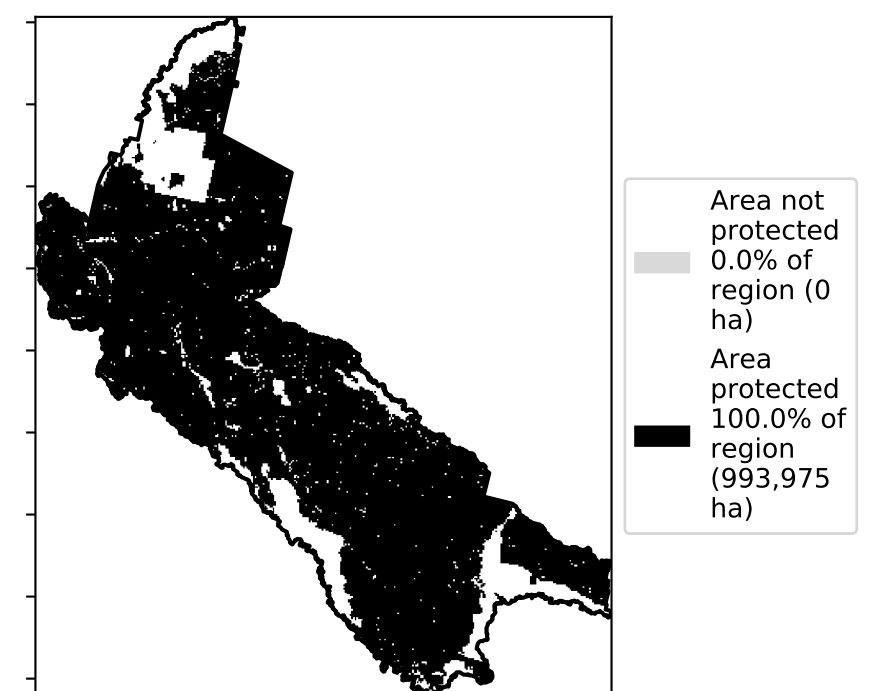 Area not
protected
0.0% of
region (0
ha)
Area
protected
100.0% of
region
(993,975
ha)